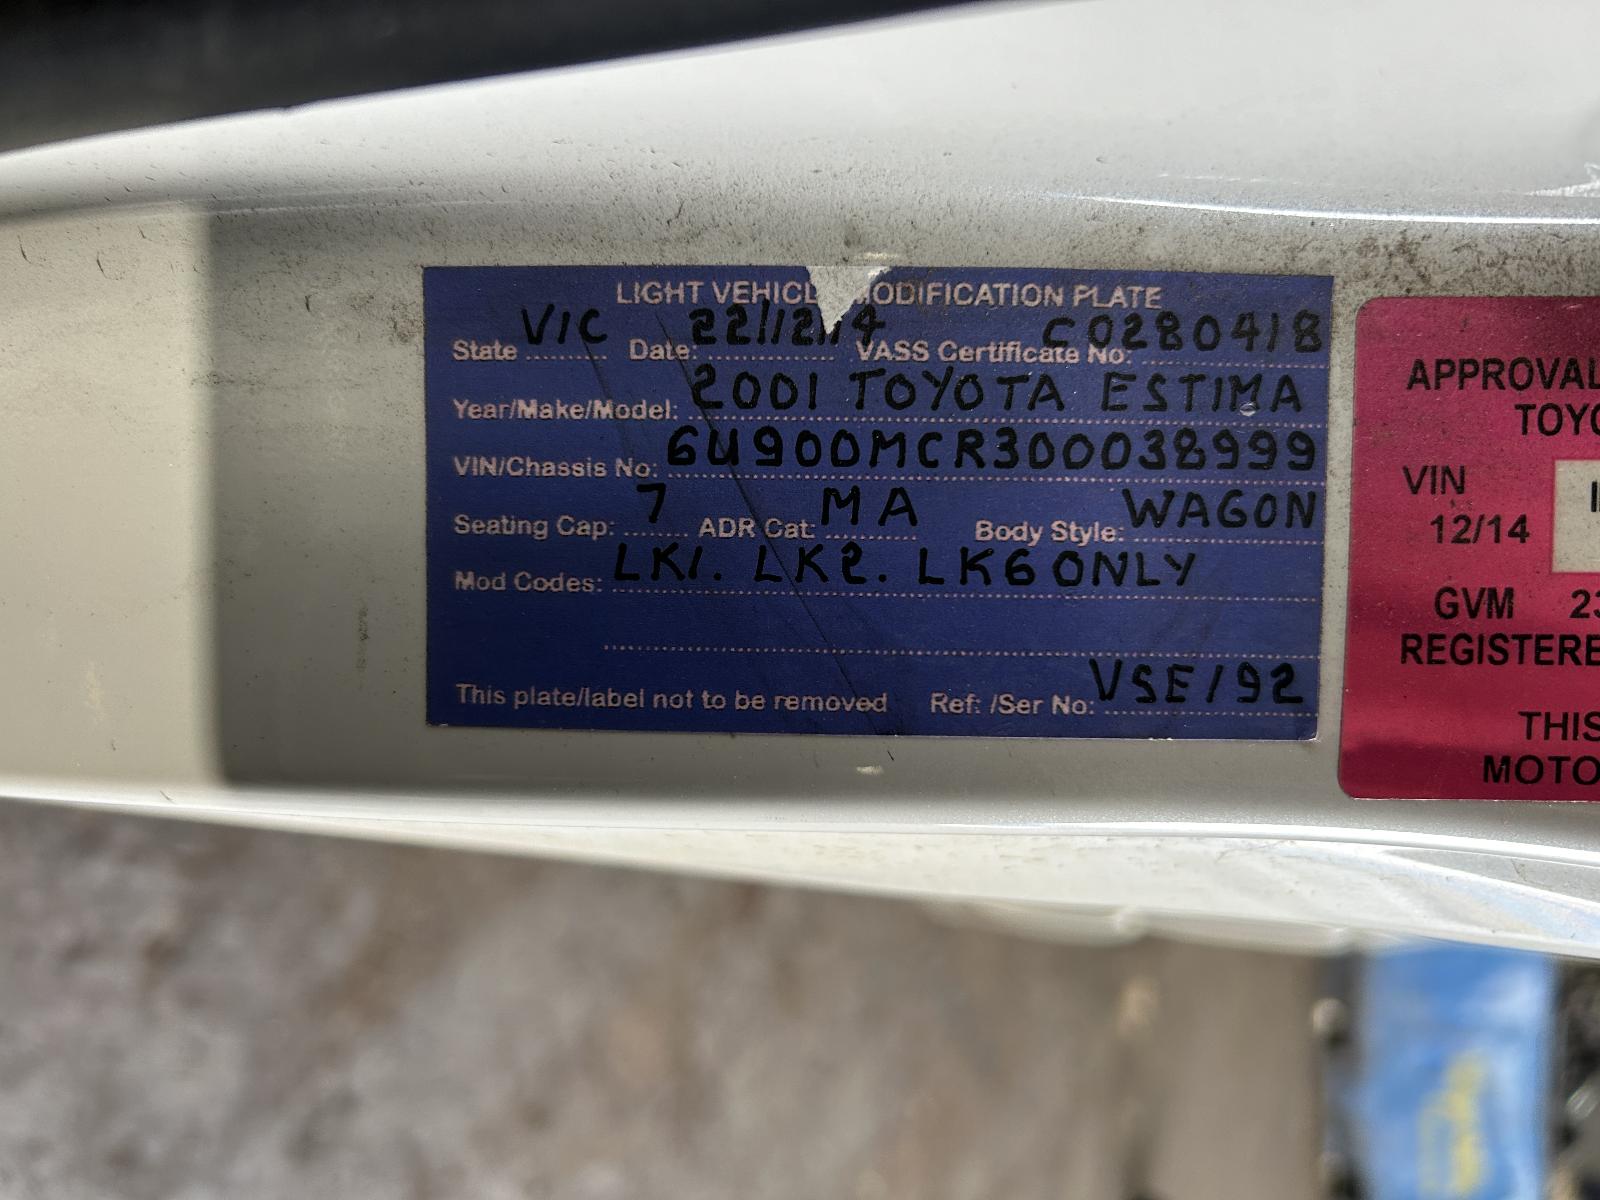 LIGHT VEHICLE MODIFICATION PLATE
State VIC Date: 22/12/14 VASS Certificate No: C0280418
Year/Make/Model: 2001 TOYOTA ESTIMA
VIN/Chassis No: 6U900MCR300038999
Seating Cap: 7 ADR Cat: MA Body Style: WAGON
Mod Codes: LK1. LK2. LK6 ONLY
This plate/label not to be removed Ref: /Ser No: VSE/92
APPROVAL
TOYO
VIN
12/14
GVM 23
REGISTERE
THIS
MOTO